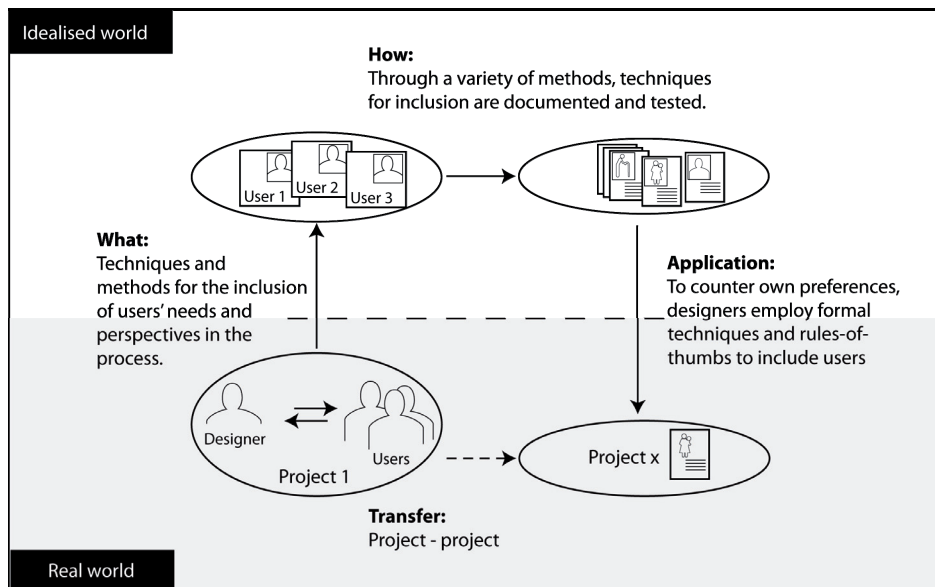 Idealised world
How:
Through a variety of methods, techniques
for inclusion are documented and tested.
User 1
User 2
User 3
What:
Techniques and
methods for the inclusion
of users' needs and
perspectives in the
process.
Application:
To counter own preferences,
designers employ formal
techniques and rules-of-
thumbs to include users
Designer
Users
Project 1
Project x
Transfer:
Project - project
Real world